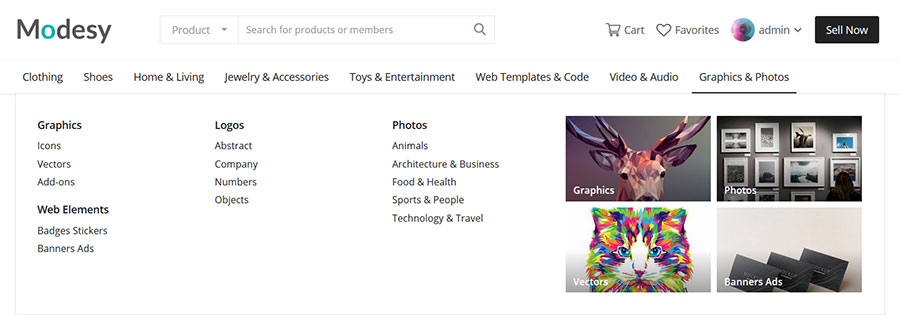 Modesy
Product
Search for products or members
Cart
Favorites
admin
Sell Now
Clothing
Shoes
Home & Living
Jewelry & Accessories
Toys & Entertainment
Web Templates & Code
Video & Audio
Graphics & Photos
Graphics
Icons
Vectors
Add-ons
Web Elements
Badges Stickers
Banners Ads
Logos
Abstract
Company
Numbers
Objects
Photos
Animals
Architecture & Business
Food & Health
Sports & People
Technology & Travel
Graphics
Photos
Vectors
Banners Ads